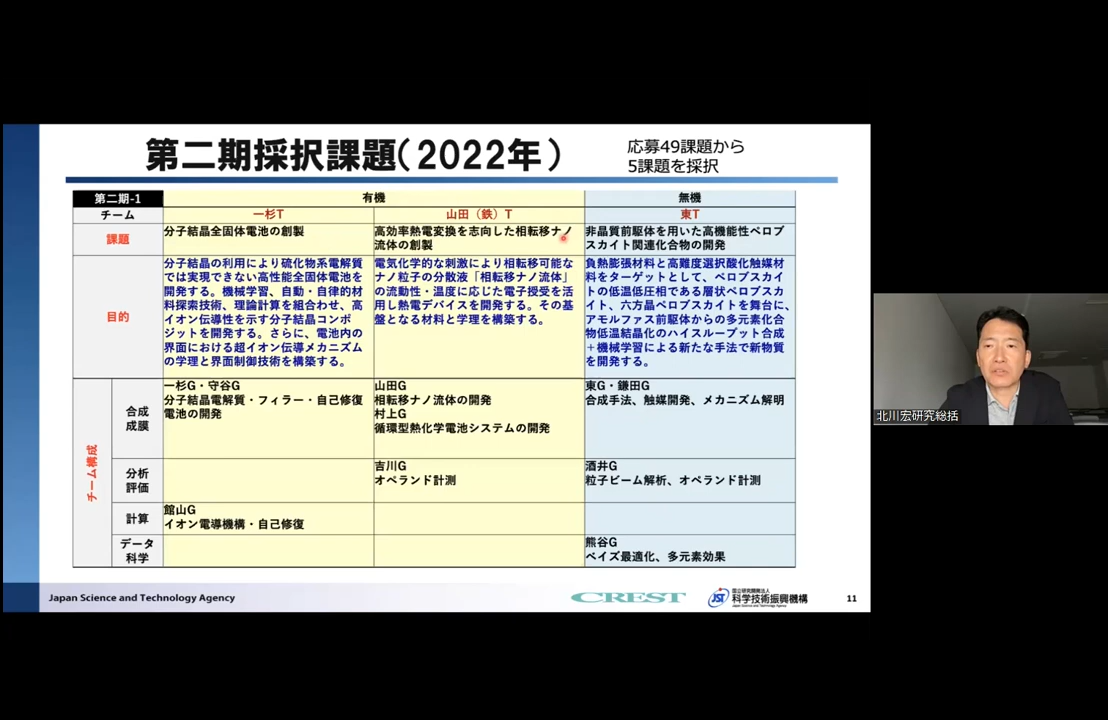 第二期採択課題(2022年)
応募49課題から
5課題を採択
第二期-1
有機
無機
チーム
一杉T
山田（鉄）T
東T
課題
分子結晶全固体電池の創製
高効率熱電変換を志向した相転移ナノ
流体の創製
非晶質前駆体を用いた高機能性ペロブ
スカイト関連化合物の開発
目的
分子結晶の利用により硫化物系電解質
では実現できない高性能全固体電池を
開発する。機械学習、自動・自律的材
料探索技術、理論計算を組合わせ、高
イオン伝導性を示す分子結晶コンポ
ジットを開発する。さらに、電池内の
界面における超イオン伝導メカニズム
の学理と界面制御技術を構築する。
電気化学的な刺激により相転移可能な
ナノ粒子の分散液「相転移ナノ流体」
の流動性・温度に応じた電子授受を活
用し熱電デバイスを開発する。その基
盤となる材料と学理を構築する。
負熱膨張材料と高難度選択酸化触媒材
料をターゲットとして、ペロブスカイ
トの低温低圧相である層状ペロブスカ
イト、六方晶ペロブスカイトを舞台に、
アモルファス前駆体からの多元素化合
物低温結晶化のハイスループット合成
＋機械学習による新たな手法で新物質
を開発する。
チーム構成
合成
成膜
一杉G・守谷G
分子結晶電解質・フィラー・自己修復
電池の開発
山田G
相転移ナノ流体の開発
村上G
循環型熱化学電池システムの開発
東G・鎌田G
合成手法、触媒開発、メカニズム解明
分析
評価
吉川G
オペランド計測
酒井G
粒子ビーム解析、オペランド計測
計算
館山G
イオン電導機構・自己修復
データ
科学
熊谷G
ベイズ最適化、多元素効果
Japan Science and Technology Agency
CREST
JST
国立研究開発法人
科学技術振興機構
Japan Science and Technology Agency
11
北川宏研究総括